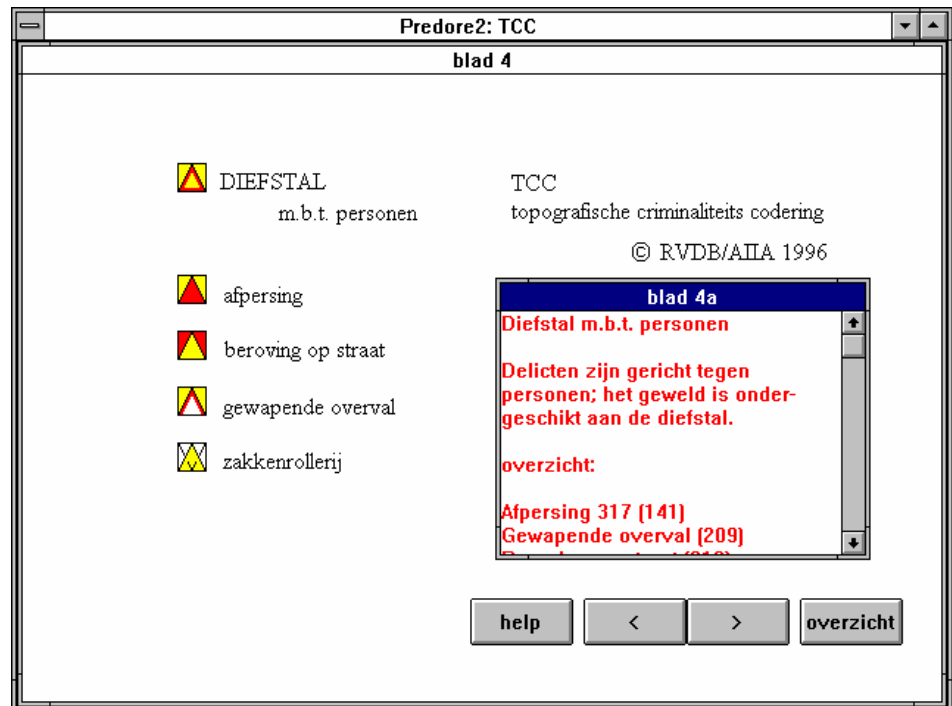 Predore2: TCC
blad 4
DIEFSTAL
m.b.t. personen
TCC
topografische criminaliteits codering
© RVDB/AIIA 1996
afpersing
beroving op straat
gewapende overval
zakkenrollerij
blad 4a
Diefstal m.b.t. personen
Delicten zijn gericht tegen
personen; het geweld is onder-
geschikt aan de diefstal.
overzicht:
Afpersing 317 (141)
Gewapende overval (209)
help
<
>
overzicht